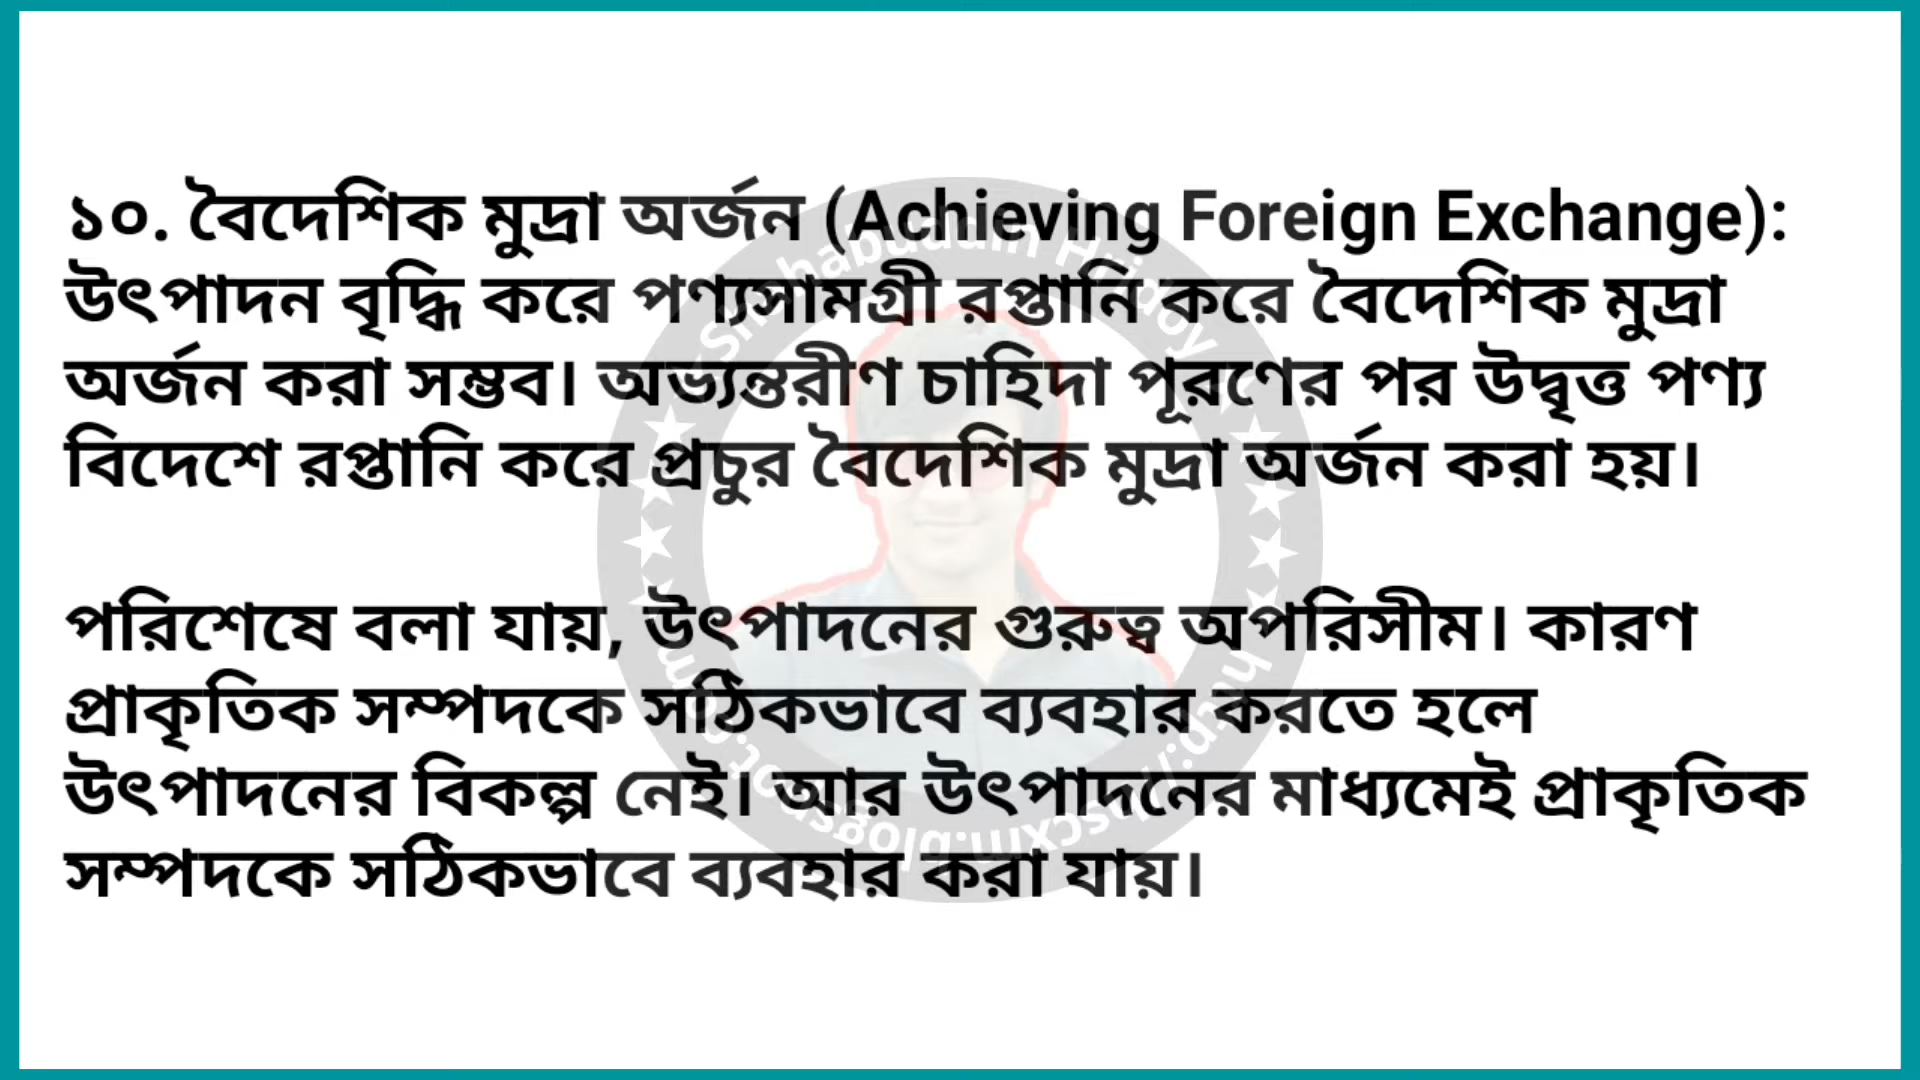 ১০. বৈদেশিক মুদ্রা অর্জন (Achieving Foreign Exchange):
উৎপাদন বৃদ্ধি করে পণ্যসামগ্রী রপ্তানি করে বৈদেশিক মুদ্রা
অর্জন করা সম্ভব। অভ্যন্তরীণ চাহিদা পূরণের পর উদ্বৃত্ত পণ্য
বিদেশে রপ্তানি করে প্রচুর বৈদেশিক মুদ্রা অর্জন করা হয়।
পরিশেষে বলা যায়, উৎপাদনের গুরুত্ব অপরিসীম। কারণ
প্রাকৃতিক সম্পদকে সঠিকভাবে ব্যবহার করতে হলে
উৎপাদনের বিকল্প নেই। আর উৎপাদনের মাধ্যমেই প্রাকৃতিক
সম্পদকে সঠিকভাবে ব্যবহার করা যায়।